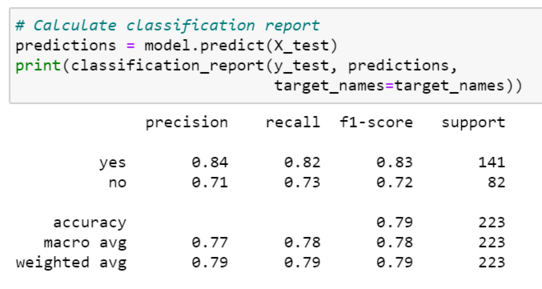 # Calculate classification report
predictions = model.predict(X_test)
print(classification_report(y_test, predictions,
                            target_names=target_names))
              precision    recall  f1-score   support
         yes       0.84      0.82      0.83       141
          no       0.71      0.73      0.72        82
    accuracy                           0.79       223
   macro avg       0.77      0.78      0.78       223
weighted avg       0.79      0.79      0.79       223